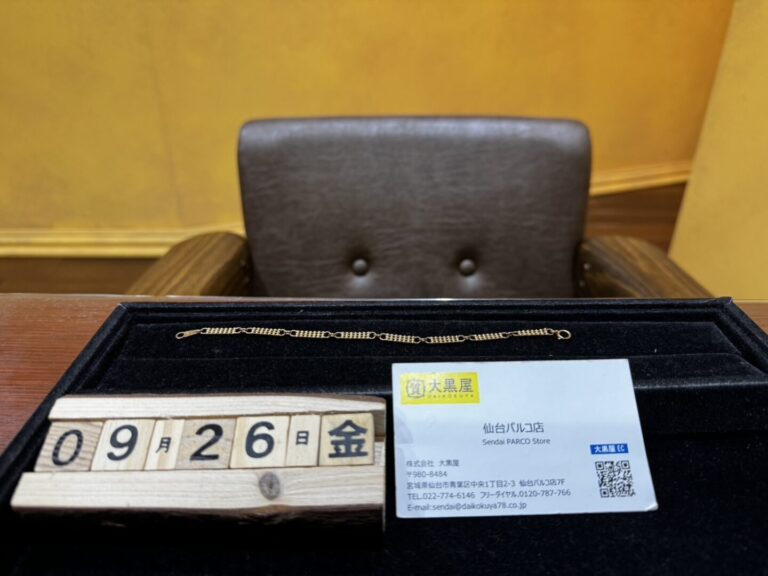 09月26日金
質 大黒屋
DAIKOKUYA
仙台パルコ店
Sendai PARCO Store
大黒屋 EC
株式会社 大黒屋
〒980-8484
宮城県仙台市青葉区中央1丁目2-3 仙台パルコ店7F
TEL.022-774-6146 フリーダイヤル.0120-787-766
E-mail:sendai@daikokuya78.co.jp